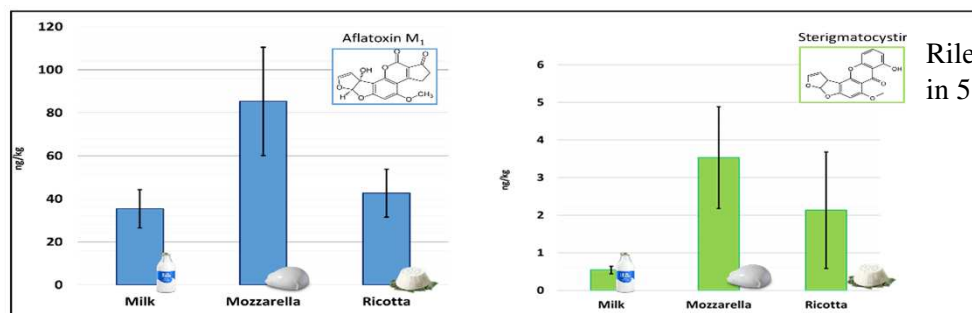 Aflatoxin M1
O
O
OH
O
O
H
O
OCH3
120
100
80
60
40
20
0
ng/kg
Milk
Mozzarella
Ricotta
Sterigmatocystir
O
OH
O
O
O
O
6
5
4
3
2
1
0
ng/kg
Milk
Mozzarella
Ricotta
Rile
in 5